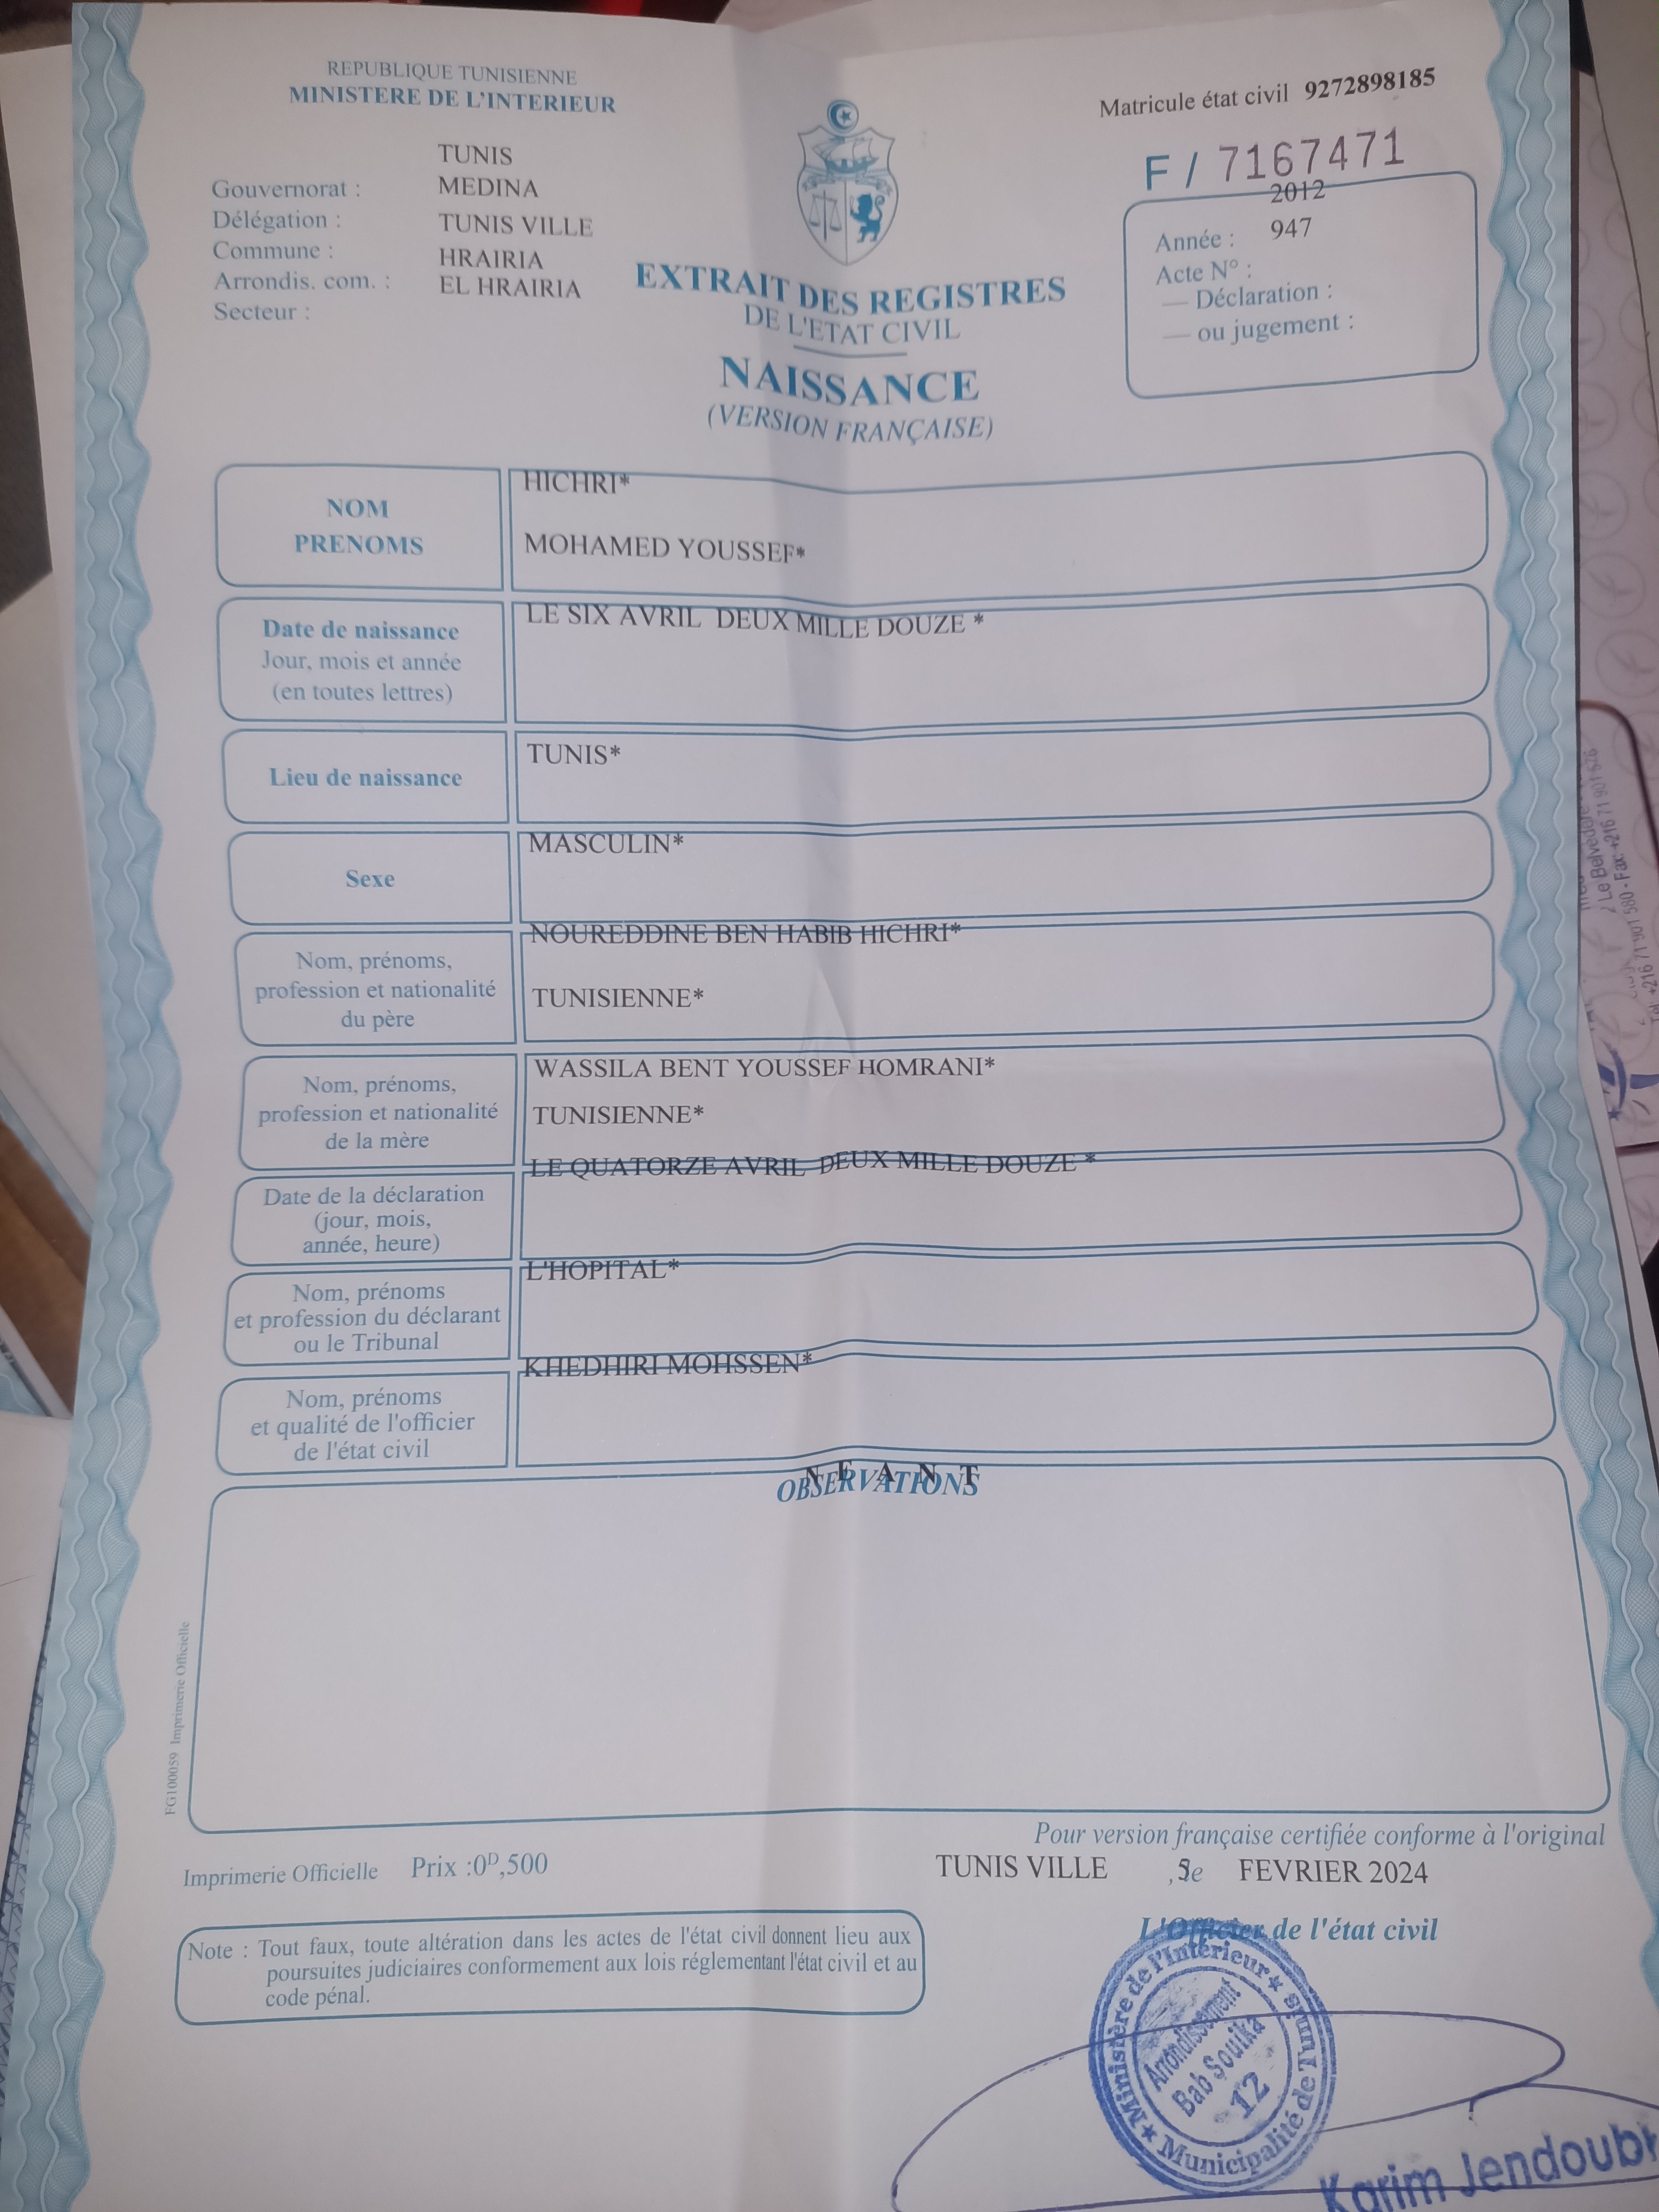 REPUBLIQUE TUNISIENNE
MINISTERE DE L'INTERIEUR
Matricule état civil 9272898185
F / 7167471
TUNIS
Gouvernorat : MEDINA
Délégation : TUNIS VILLE
Commune : HRAIRIA
Arrondis. com. : EL HRAIRIA
Secteur :
2012
Année : 947
Acte N° :
— Déclaration :
— ou jugement :
EXTRAIT DES REGISTRES
DE L'ETAT CIVIL
NAISSANCE
(VERSION FRANÇAISE)
NOM
PRENOMS
HICHRI*
MOHAMED YOUSSEF*
Date de naissance
Jour, mois et année
(en toutes lettres)
LE SIX AVRIL DEUX MILLE DOUZE *
Lieu de naissance
TUNIS*
Sexe
MASCULIN*
Nom, prénoms,
profession et nationalité
du père
NOUREDDINE BEN HABIB HICHRI*
TUNISIENNE*
Nom, prénoms,
profession et nationalité
de la mère
WASSILA BENT YOUSSEF HOMRANI*
TUNISIENNE*
Date de la déclaration
(jour, mois,
année, heure)
LE QUATORZE AVRIL DEUX MILLE DOUZE *
Nom, prénoms
et profession du déclarant
ou le Tribunal
L'HOPITAL*
Nom, prénoms
et qualité de l'officier
de l'état civil
KHEDHIRI MOHSSEN*
OBSERVATIONS
N E A N T
FG100059 Imprimerie Officielle
Pour version française certifiée conforme à l'original
Imprimerie Officielle Prix :0D,500
TUNIS VILLE FEVRIER 2024
L'Officier de l'état civil
Note : Tout faux, toute altération dans les actes de l'état civil donnent lieu aux
poursuites judiciaires conformement aux lois réglementant l'état civil et au
code pénal.
Ministère de l'Intérieur
Municipalité de Tunis
Arrondissement
Bab Souika
12
Karim Jendoubi
Le Belvédère
Fax: +216 71 901 526